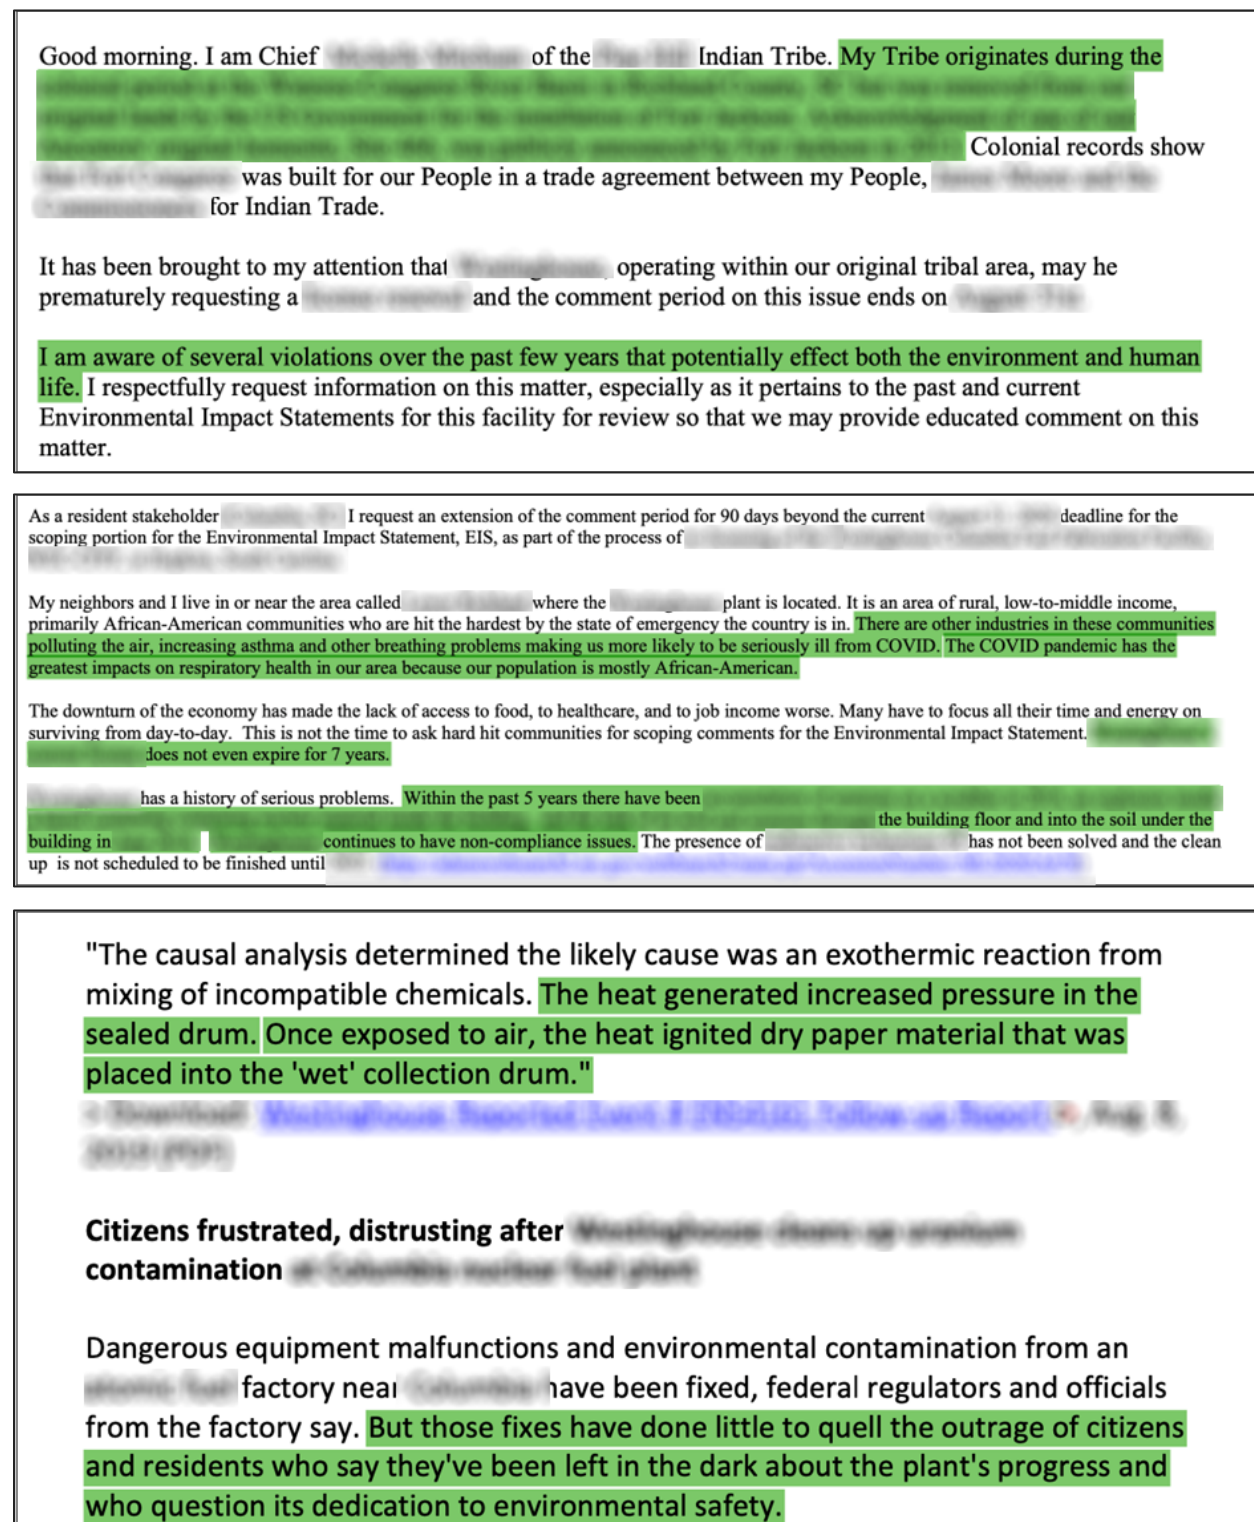 Good morning. I am Chief of the Indian Tribe. My Tribe originates during the
Colonial records show
was built for our People in a trade agreement between my People,
for Indian Trade.
It has been brought to my attention that operating within our original tribal area, may he
prematurely requesting a and the comment period on this issue ends on
I am aware of several violations over the past few years that potentially effect both the environment and human
life. I respectfully request information on this matter, especially as it pertains to the past and current
Environmental Impact Statements for this facility for review so that we may provide educated comment on this
matter.
As a resident stakeholder I request an extension of the comment period for 90 days beyond the current deadline for the
scoping portion for the Environmental Impact Statement, EIS, as part of the process of
My neighbors and I live in or near the area called where the plant is located. It is an area of rural, low-to-middle income,
primarily African-American communities who are hit the hardest by the state of emergency the country is in. There are other industries in these communities
polluting the air, increasing asthma and other breathing problems making us more likely to be seriously ill from COVID. The COVID pandemic has the
greatest impacts on respiratory health in our area because our population is mostly African-American.
The downturn of the economy has made the lack of access to food, to healthcare, and to job income worse. Many have to focus all their time and energy on
surviving from day-to-day. This is not the time to ask hard hit communities for scoping comments for the Environmental Impact Statement.
does not even expire for 7 years.
has a history of serious problems. Within the past 5 years there have been
the building floor and into the soil under the
building in continues to have non-compliance issues. The presence of has not been solved and the clean
up is not scheduled to be finished until
"The causal analysis determined the likely cause was an exothermic reaction from
mixing of incompatible chemicals. The heat generated increased pressure in the
sealed drum. Once exposed to air, the heat ignited dry paper material that was
placed into the 'wet' collection drum."
Citizens frustrated, distrusting after
contamination
Dangerous equipment malfunctions and environmental contamination from an
factory near have been fixed, federal regulators and officials
from the factory say. But those fixes have done little to quell the outrage of citizens
and residents who say they've been left in the dark about the plant's progress and
who question its dedication to environmental safety.